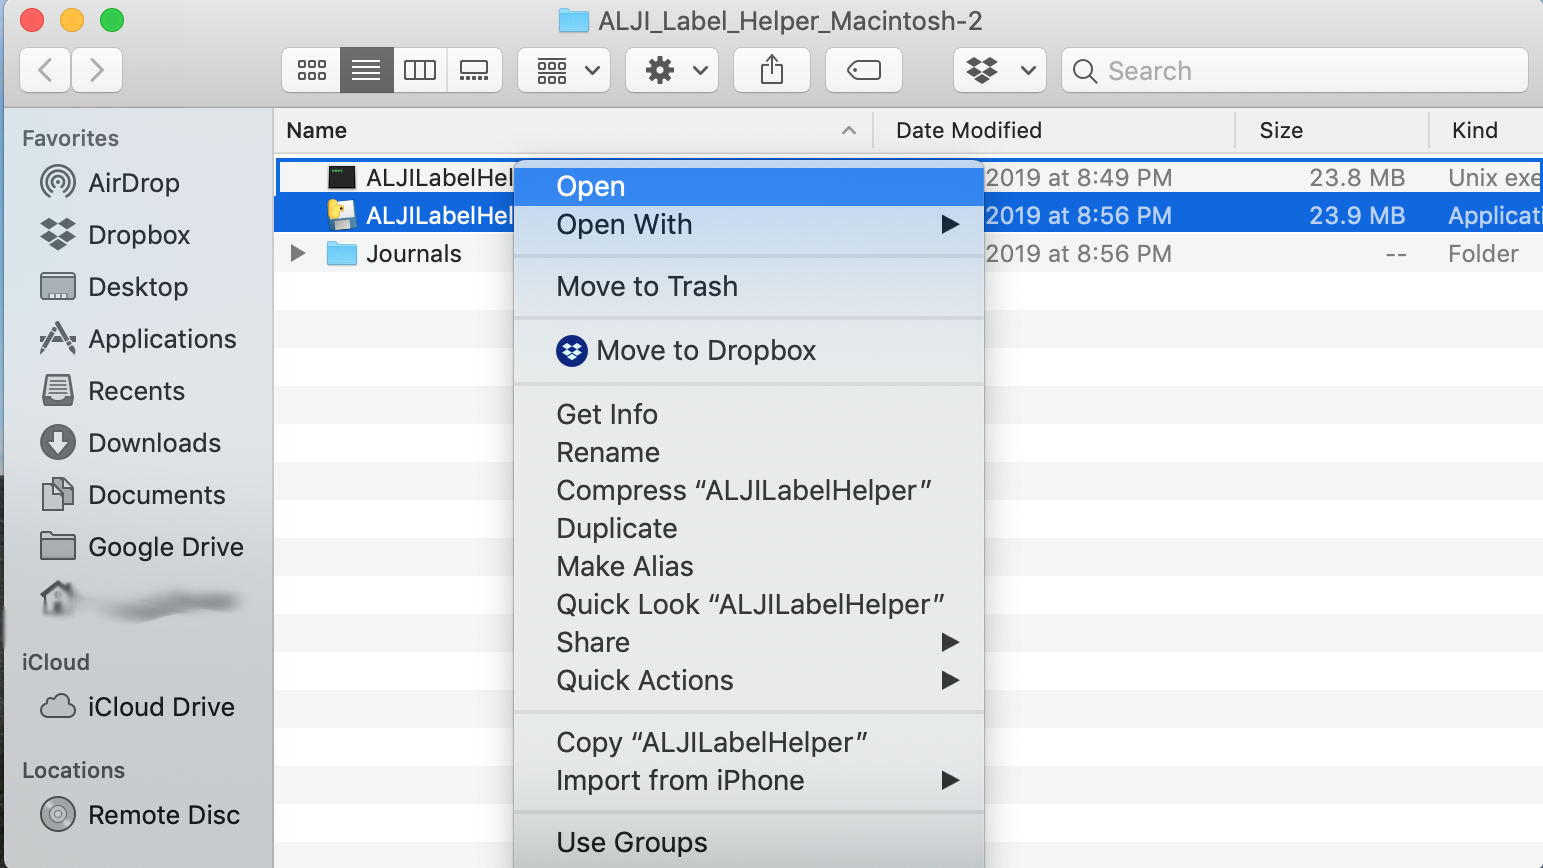 ALJI_Label_Helper_Macintosh-2
Search
Favorites
AirDrop
Dropbox
Desktop
Applications
Recents
Downloads
Documents
Google Drive
iCloud
iCloud Drive
Locations
Remote Disc
Name Date Modified Size Kind
ALJILabelHel 2019 at 8:49 PM 23.8 MB Unix exe
ALJILabelHel 2019 at 8:56 PM 23.9 MB Applicati
Journals 2019 at 8:56 PM -- Folder
Open
Open With
Move to Trash
Move to Dropbox
Get Info
Rename
Compress “ALJILabelHelper”
Duplicate
Make Alias
Quick Look “ALJILabelHelper”
Share
Quick Actions
Copy “ALJILabelHelper”
Import from iPhone
Use Groups